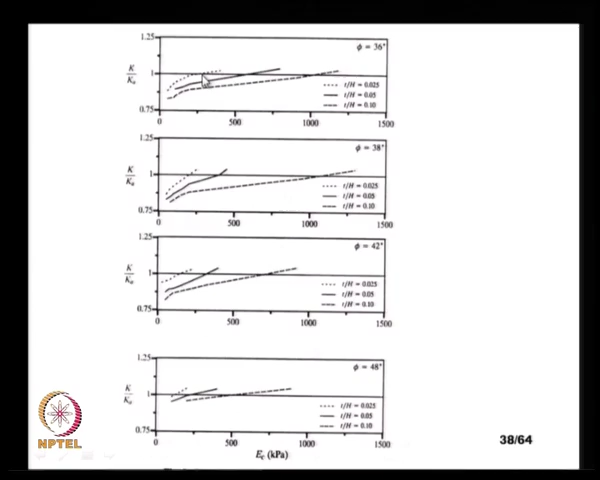 1.25
ϕ = 36°
K
Ka
1
t/H = 0.025
t/H = 0.05
t/H = 0.10
0.75
0
500
1000
1500
1.25
ϕ = 38°
K
Ka
1
t/H = 0.025
t/H = 0.05
t/H = 0.10
0.75
0
500
1000
1500
1.25
ϕ = 42°
K
Ka
1
t/H = 0.025
t/H = 0.05
t/H = 0.10
0.75
0
500
1000
1500
1.25
ϕ = 48°
K
Ka
1
t/H = 0.025
t/H = 0.05
t/H = 0.10
0.75
0
500
1000
1500
Ec (kPa)
NPTEL
38/64